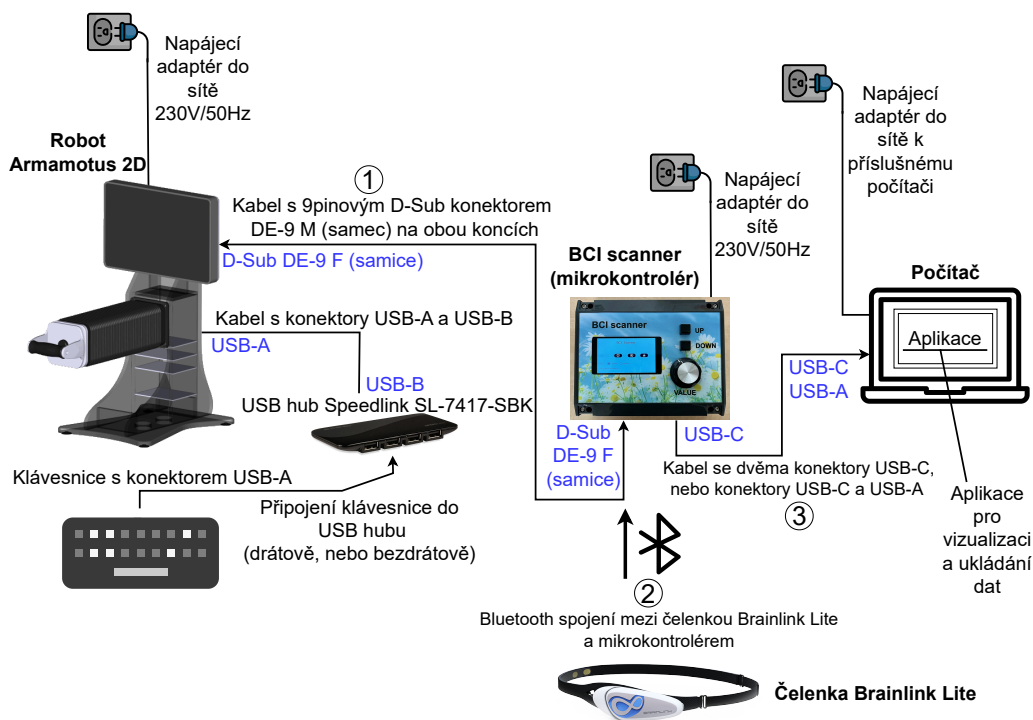 Napájecí
adaptér do
sítě
230V/50Hz
Robot
Armamotus 2D
1
Kabel s 9pinovým D-Sub konektorem
DE-9 M (samec) na obou koncích
D-Sub DE-9 F (samice)
Kabel s konektory USB-A a USB-B
USB-A
USB-B
USB hub Speedlink SL-7417-SBK
Klávesnice s konektorem USB-A
Připojení klávesnice do
USB hubu
(drátově, nebo bezdrátově)
Napájecí
adaptér do
sítě
230V/50Hz
BCI scanner
(mikrokontrolér)
BCI scanner
UP
DOWN
VALUE
D-Sub
DE-9 F
(samice)
USB-C
Napájecí
adaptér do
sítě k
příslušnému
počítači
Počítač
Aplikace
USB-C
USB-A
Kabel se dvěma konektory USB-C,
nebo konektory USB-C a USB-A
3
Aplikace
pro
vizualizaci
a ukládání
dat
2
Bluetooth spojení mezi čelenkou Brainlink Lite
a mikrokontrolérem
Čelenka Brainlink Lite